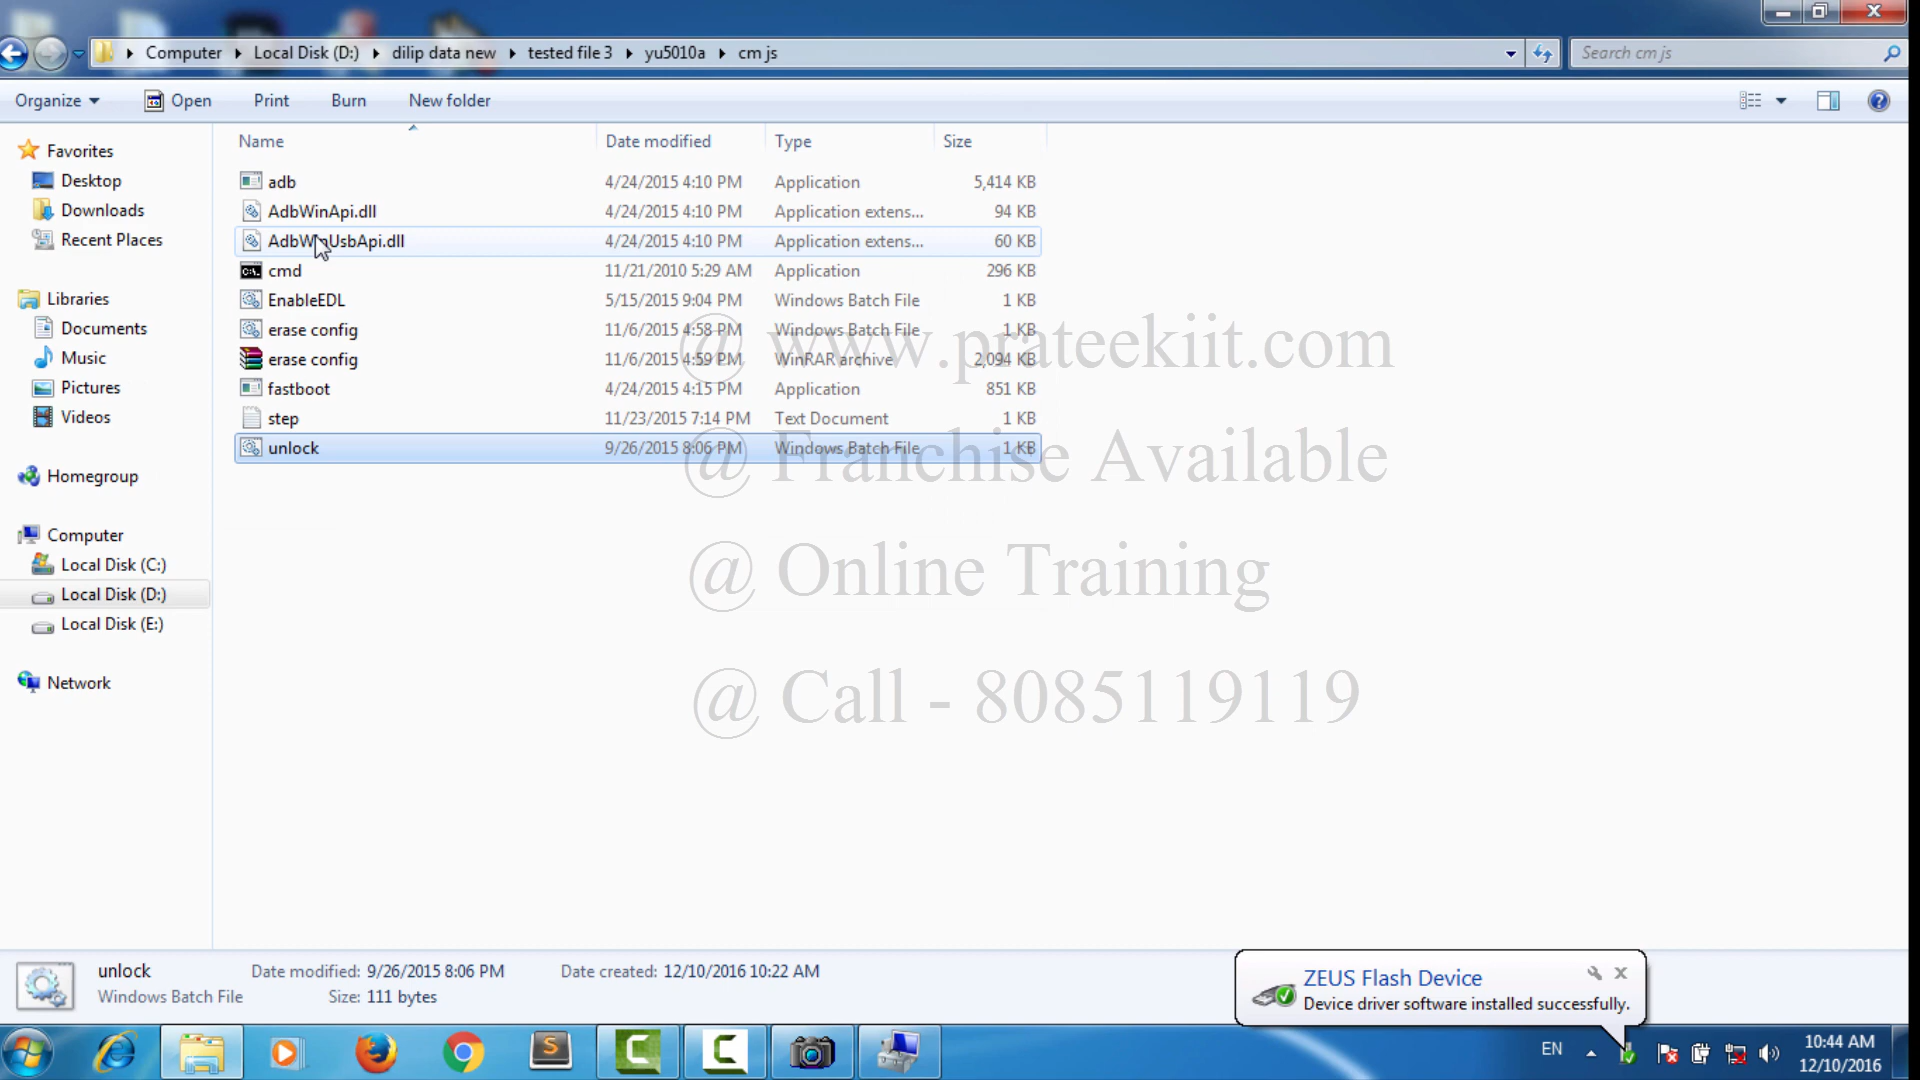 Computer Local Disk (D:) dilip data new tested file 3 yu5010a cm js
Search cm js
Organize Open Print Burn New folder
Name Date modified Type Size
Favorites
Desktop
Downloads
Recent Places
Libraries
Documents
Music
Pictures
Videos
Homegroup
Computer
Local Disk (C:)
Local Disk (D:)
Local Disk (E:)
Network
adb 4/24/2015 4:10 PM Application 5,414 KB
AdbWinApi.dll 4/24/2015 4:10 PM Application extens... 94 KB
AdbWinUsbApi.dll 4/24/2015 4:10 PM Application extens... 60 KB
cmd 11/21/2010 5:29 AM Application 296 KB
EnableEDL 5/15/2015 9:04 PM Windows Batch File 1 KB
erase config 11/6/2015 4:58 PM Windows Batch File 1 KB
erase config 11/6/2015 4:59 PM WinRAR archive 2,094 KB
fastboot 4/24/2015 4:15 PM Application 851 KB
step 11/23/2015 7:14 PM Text Document 1 KB
unlock 9/26/2015 8:06 PM Windows Batch File 1 KB
@ www.prateekiit.com
@ Franchise Available
@ Online Training
@ Call - 8085119119
unlock Date modified: 9/26/2015 8:06 PM Date created: 12/10/2016 10:22 AM
Windows Batch File Size: 111 bytes
ZEUS Flash Device
Device driver software installed successfully.
EN
10:44 AM
12/10/2016